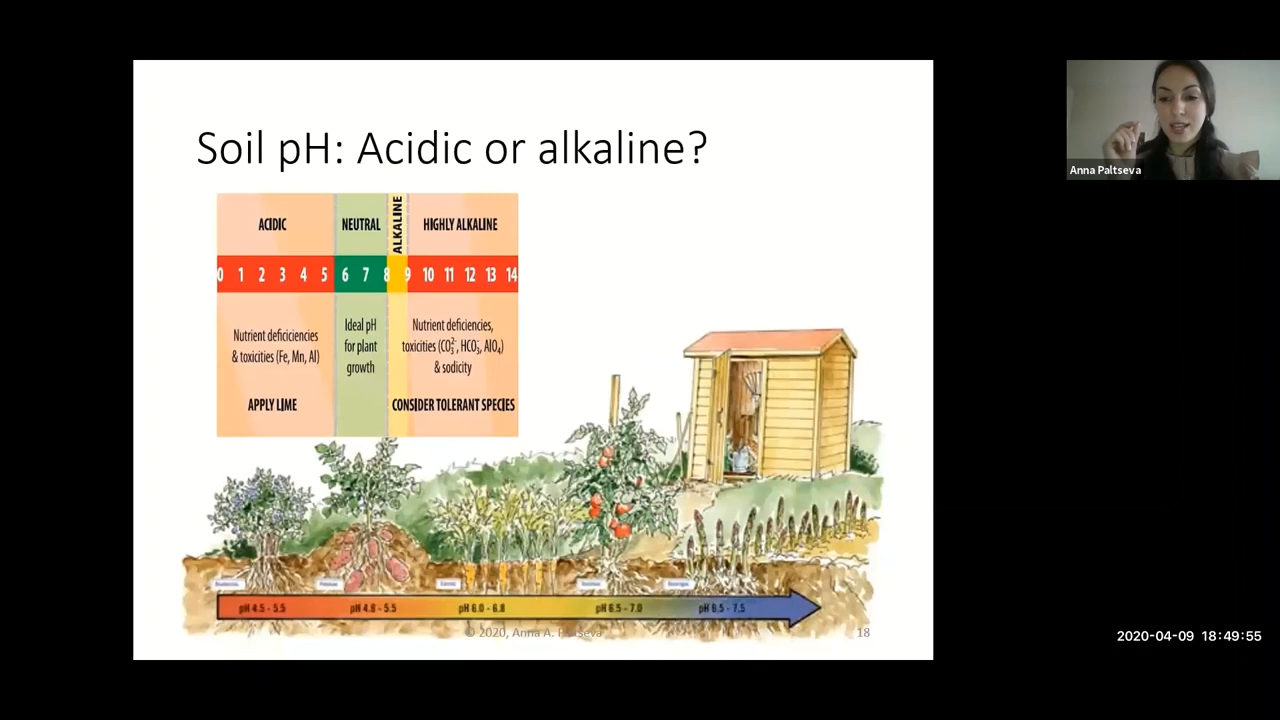 Soil pH: Acidic or alkaline?
ACIDIC
NEUTRAL
ALKALINE
HIGHLY ALKALINE
0 1 2 3 4 5 6 7 8 9 10 11 12 13 14
Nutrient deficiciencies
& toxicities (Fe, Mn, Al)
Ideal pH
for plant
growth
Nutrient deficiencies,
toxicities (CO₃²⁻, HCO₃⁻, AlO₄)
& sodicity
APPLY LIME
CONSIDER TOLERANT SPECIES
pH 4.5 - 5.5
pH 4.8 - 5.5
pH 6.0 - 6.8
pH 6.5 - 7.0
pH 6.5 - 7.5
© 2020, Anna A. Paltseva
18
Anna Paltseva
2020-04-09 18:49:55